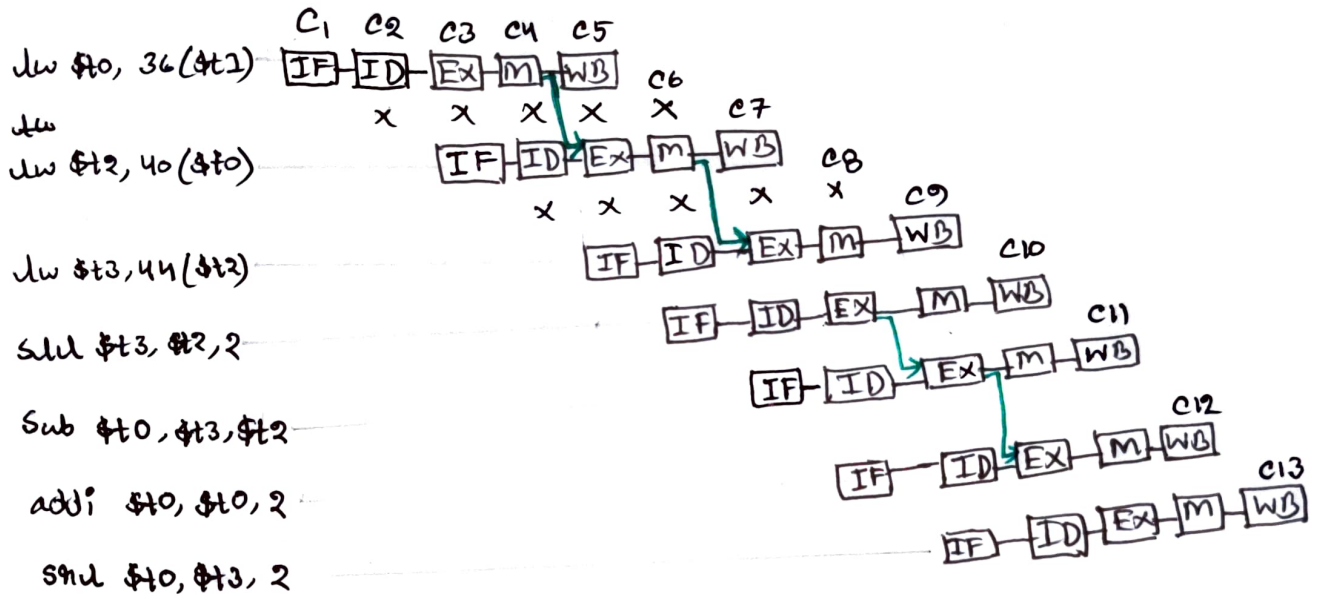 C1 C2 C3 C4 C5
lw $t0, 36($t1) IF ID Ex M WB
C6
x x x x x C7
lw
lw $t2, 40($t0) IF ID Ex M WB
C8
x x x x x C9
lw $t3, 44($t2) IF ID Ex M WB
C10
sll $t3, $t2, 2 IF ID EX M WB
C11
Sub $t0, $t3, $t2 IF ID Ex M WB
C12
addi $t0, $t0, 2 IF ID EX M WB
C13
srl $t0, $t3, 2 IF ID Ex M WB